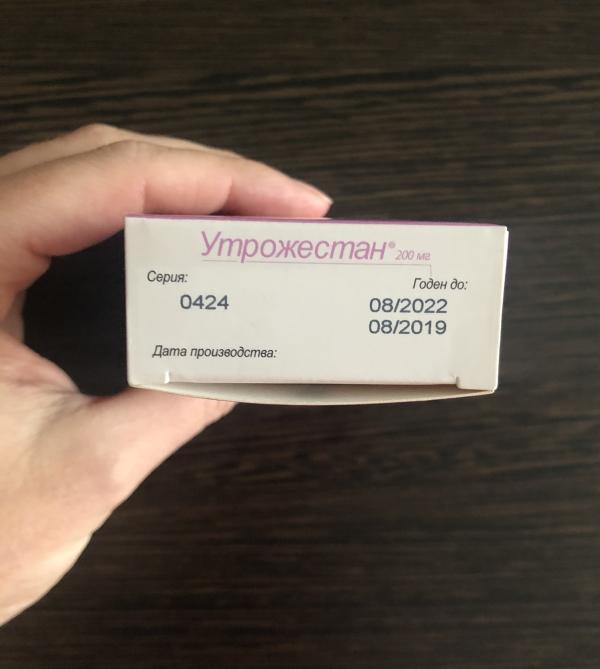 Утрожестан® 200 мг
Серия:
Годен до:
0424
08/2022
08/2019
Дата производства: